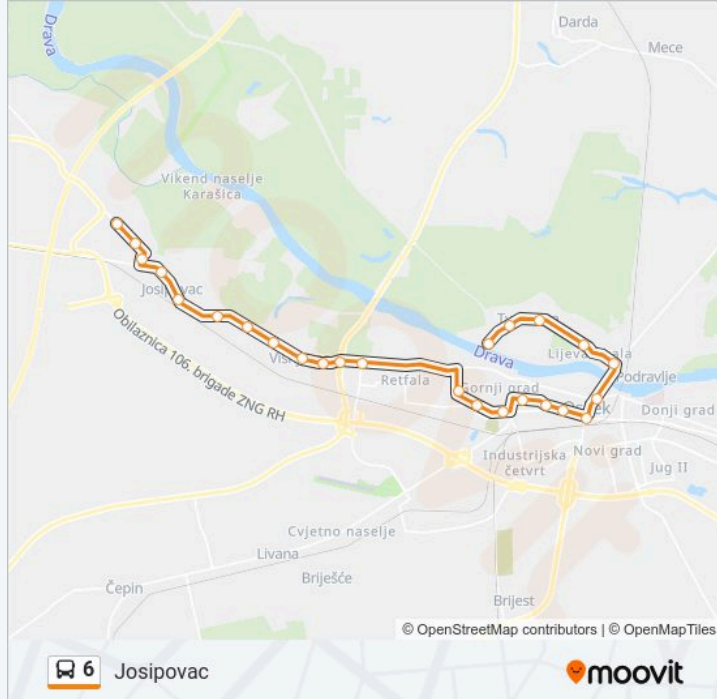 Drava
Darda
Mece
Vikend naselje
Karašica
Josipovac
Obilaznica 106. brigade ZNG RH
Retfala
Drava
Podravlje
Gornji grad
Donji grad
Novi grad
Industrijska
četvrt
Jug II
Cvjetno naselje
Livana
Briješće
Čepin
Brijest
© OpenStreetMap contributors | © OpenMapTiles
6 Josipovac
moovit